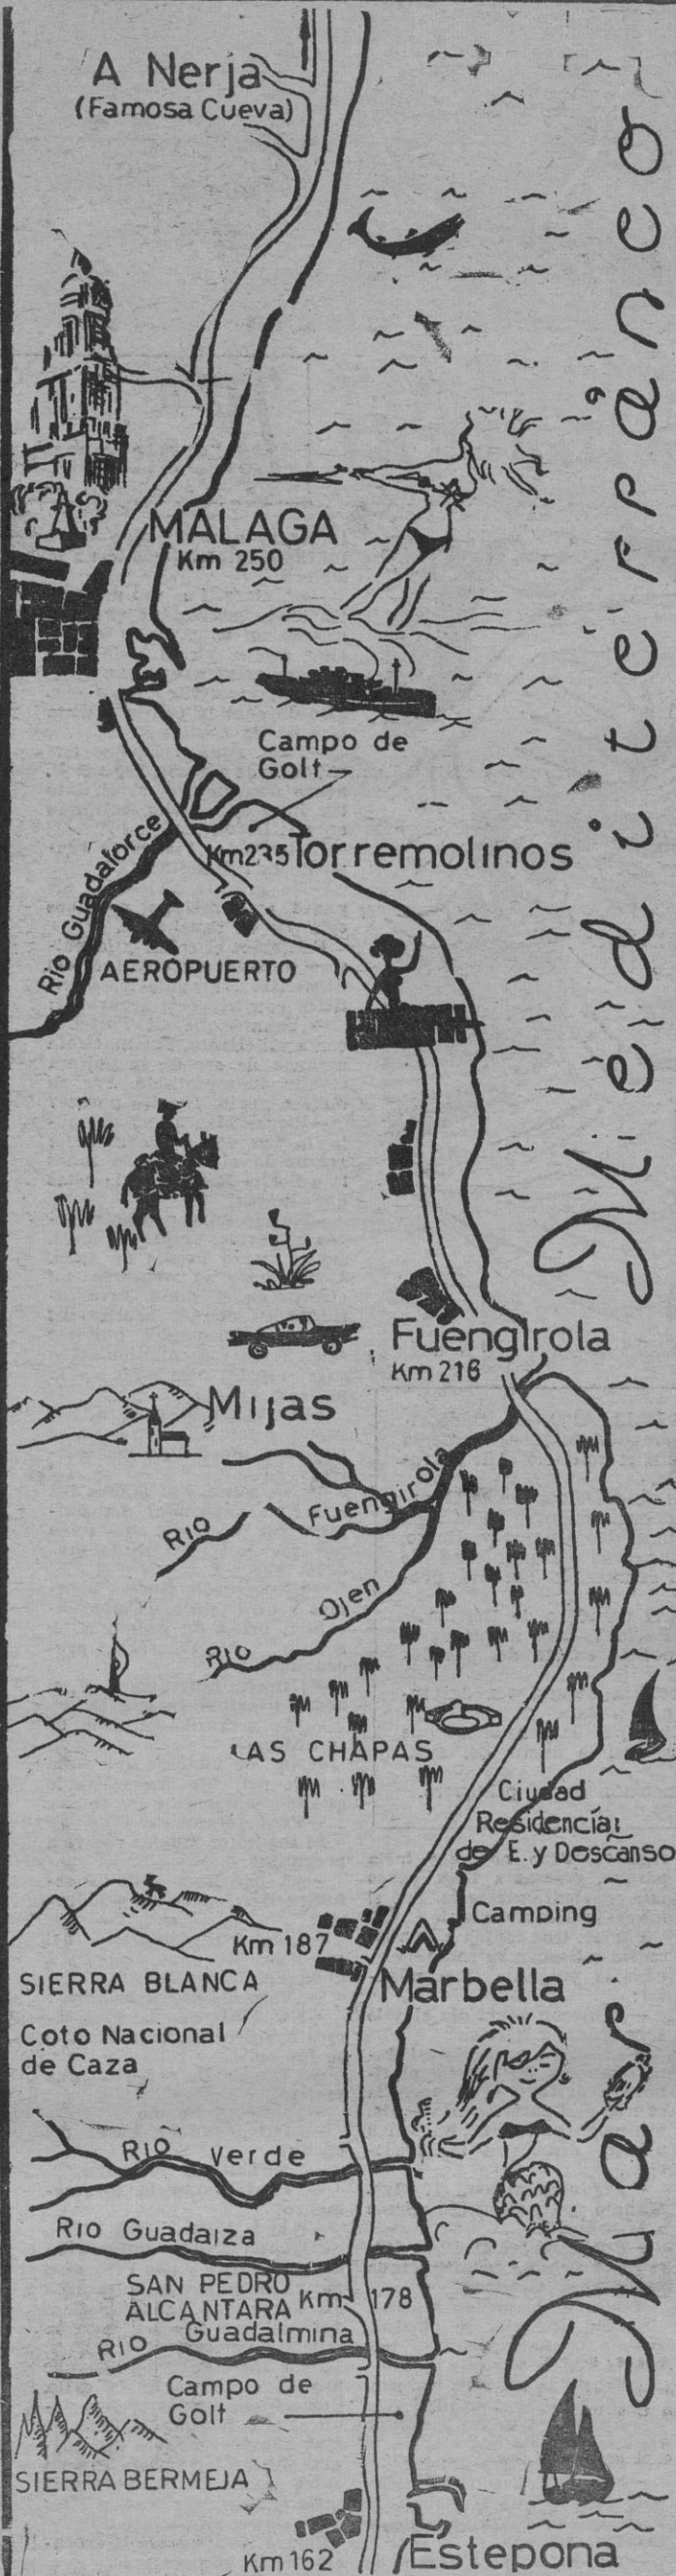 A Nerja
(Famosa Cueva)
MALAGA
Km 250
Campo de
Golf
Km 235 Torremolinos
Rio Guadalorce
AEROPUERTO
Fuengirola
Km 216
Mijas
Rio Fuengirola
Rio Ojen
LAS CHAPAS
Ciudad
Residencial
de E. y Descanso
Camping
Km 187
Marbella
SIERRA BLANCA
Coto Nacional
de Caza
Rio Verde
Rio Guadaiza
SAN PEDRO
ALCANTARA Km 178
Rio Guadalmina
Campo de
Golf
SIERRA BERMEJA
Km 162
Estepona
Mar Mediterráneo